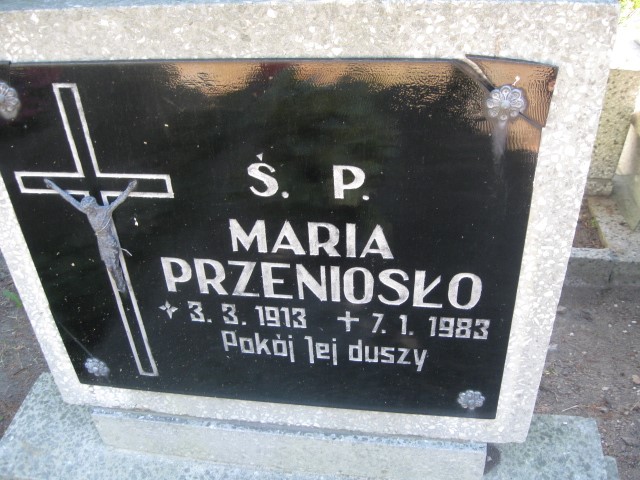 Ś. P.
MARIA
PRZENIOSŁO
3. 3. 1913 + 7. 1. 1983
Pokój Jej duszy